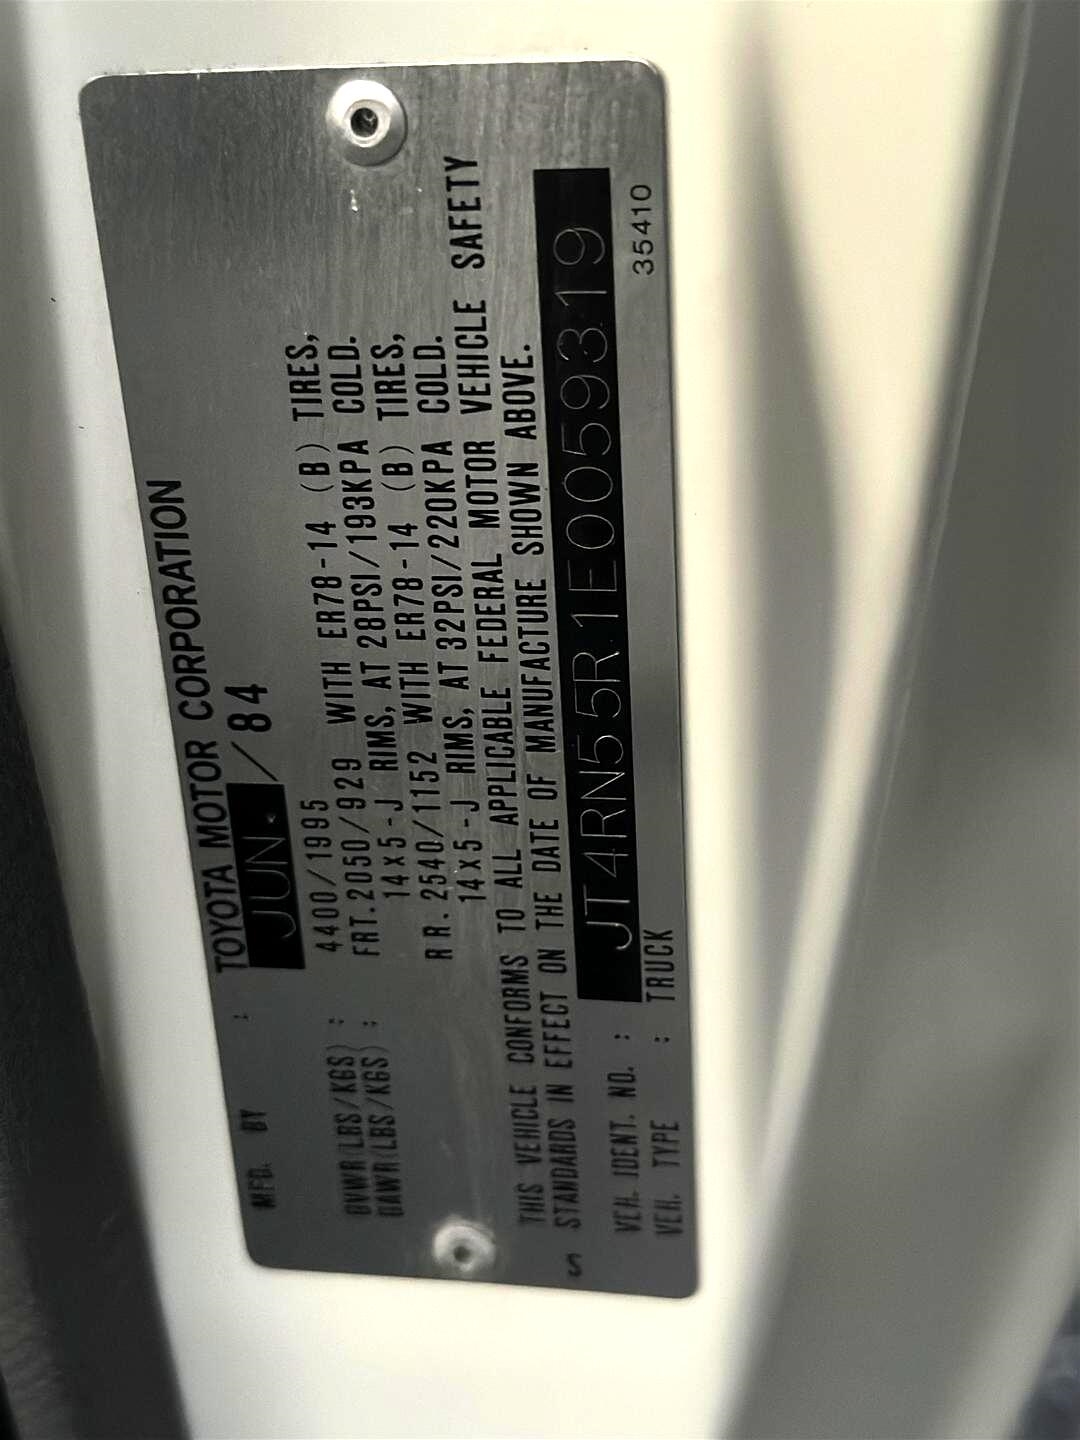 MFD. BY : TOYOTA MOTOR CORPORATION
JUN. /84
GVWR(LBS/KGS) : 4400/1995
GAWR(LBS/KGS) : FRT.2050/929 WITH ER78-14 (B) TIRES,
14X5-J RIMS, AT 28PSI/193KPA COLD.
RR. 2540/1152 WITH ER78-14 (B) TIRES,
14X5-J RIMS, AT 32PSI/220KPA COLD.
THIS VEHICLE CONFORMS TO ALL APPLICABLE FEDERAL MOTOR VEHICLE SAFETY
S STANDARDS IN EFFECT ON THE DATE OF MANUFACTURE SHOWN ABOVE.
VEH. IDENT. NO. : JT4RN55R1E0059319
VEH. TYPE : TRUCK 35410